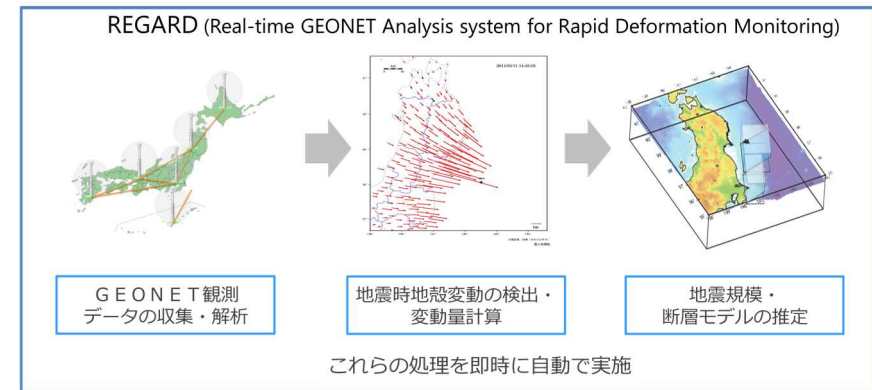 REGARD (Real-time GEONET Analysis system for Rapid Deformation Monitoring)
ＧＥＯＮＥＴ観測
データの収集・解析
地震時地殻変動の検出・
変動量計算
地震規模・
断層モデルの推定
これらの処理を即時に自動で実施